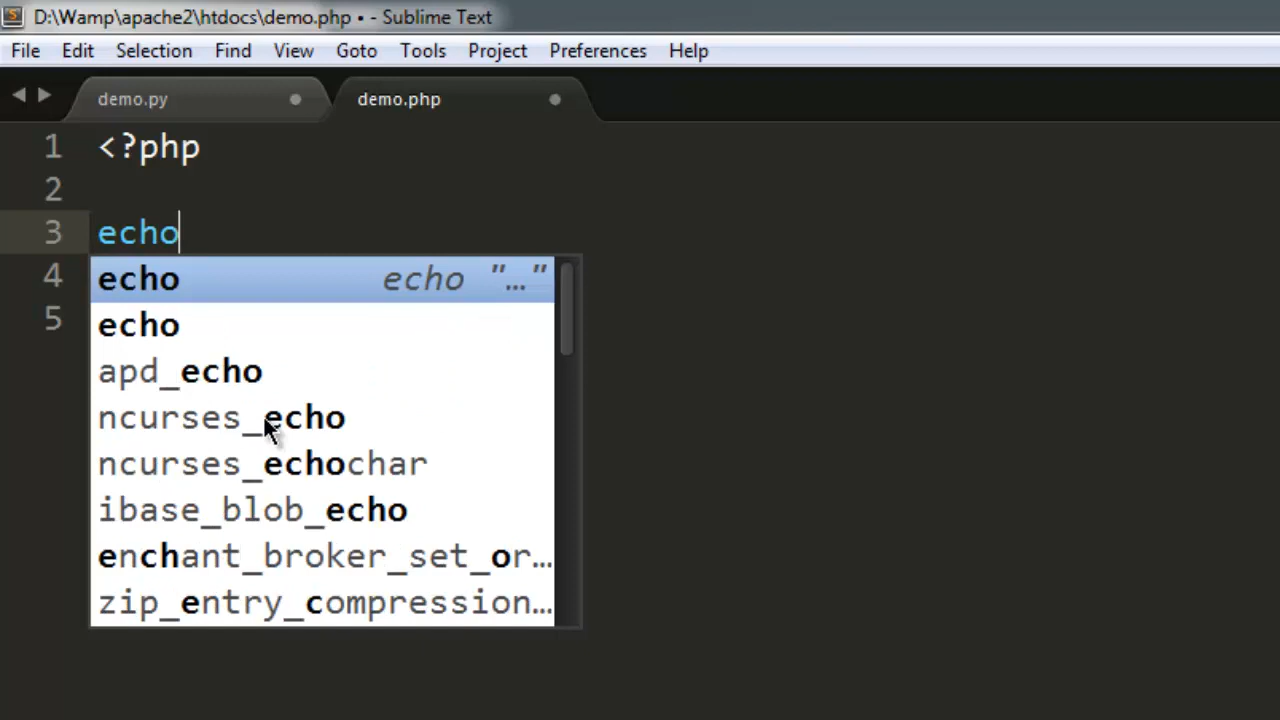 D:\Wamp\apache2\htdocs\demo.php • - Sublime Text
File Edit Selection Find View Goto Tools Project Preferences Help
demo.py demo.php
1 <?php
2
3 echo
4
5
echo echo "…"
echo
apd_echo
ncurses_echo
ncurses_echochar
ibase_blob_echo
enchant_broker_set_or…
zip_entry_compression…